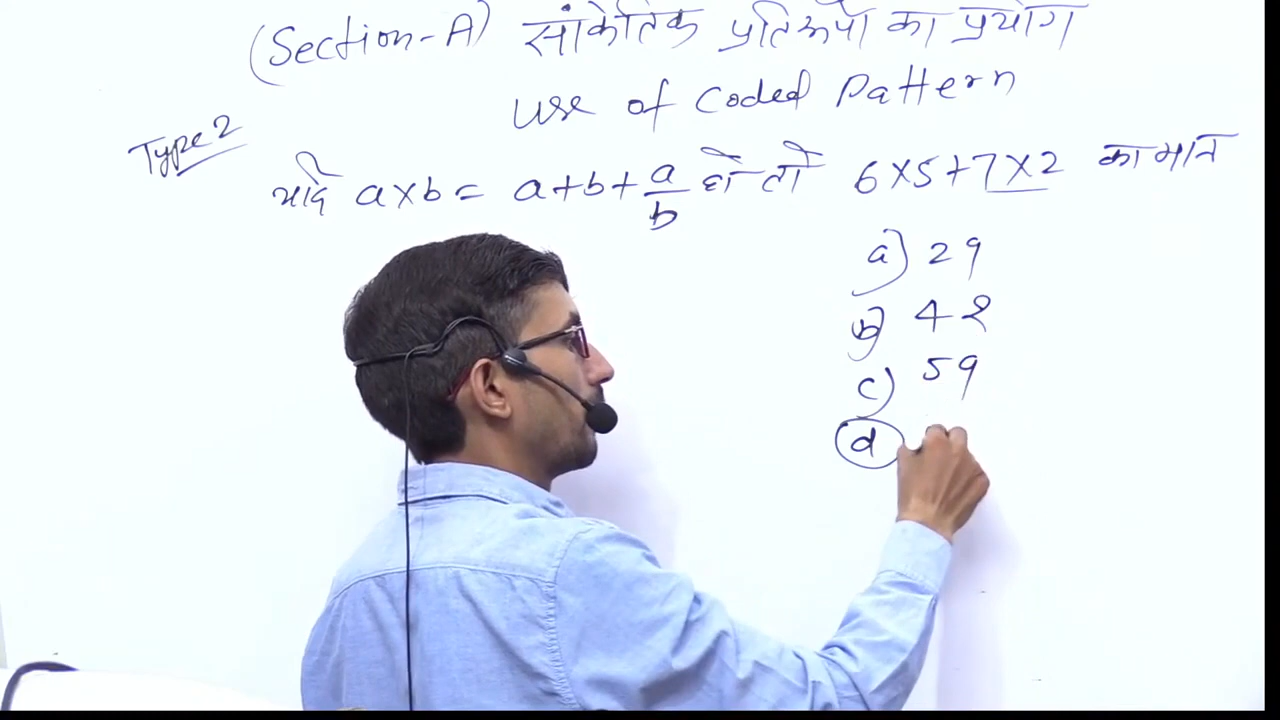 (Section-A) सांकेतिक प्रतिरूपों का प्रयोग
Use of Coded Pattern
Type 2
यदि a×b = a+b+a/b हो तो 6×5+7×2 का मान
a) 29
b) 42
c) 59
d